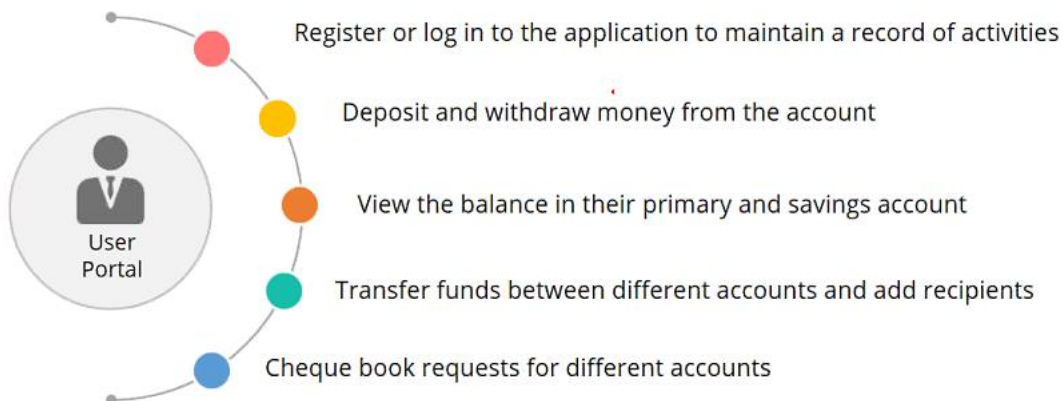 Register or log in to the application to maintain a record of activities
Deposit and withdraw money from the account
View the balance in their primary and savings account
User
Portal
Transfer funds between different accounts and add recipients
Cheque book requests for different accounts